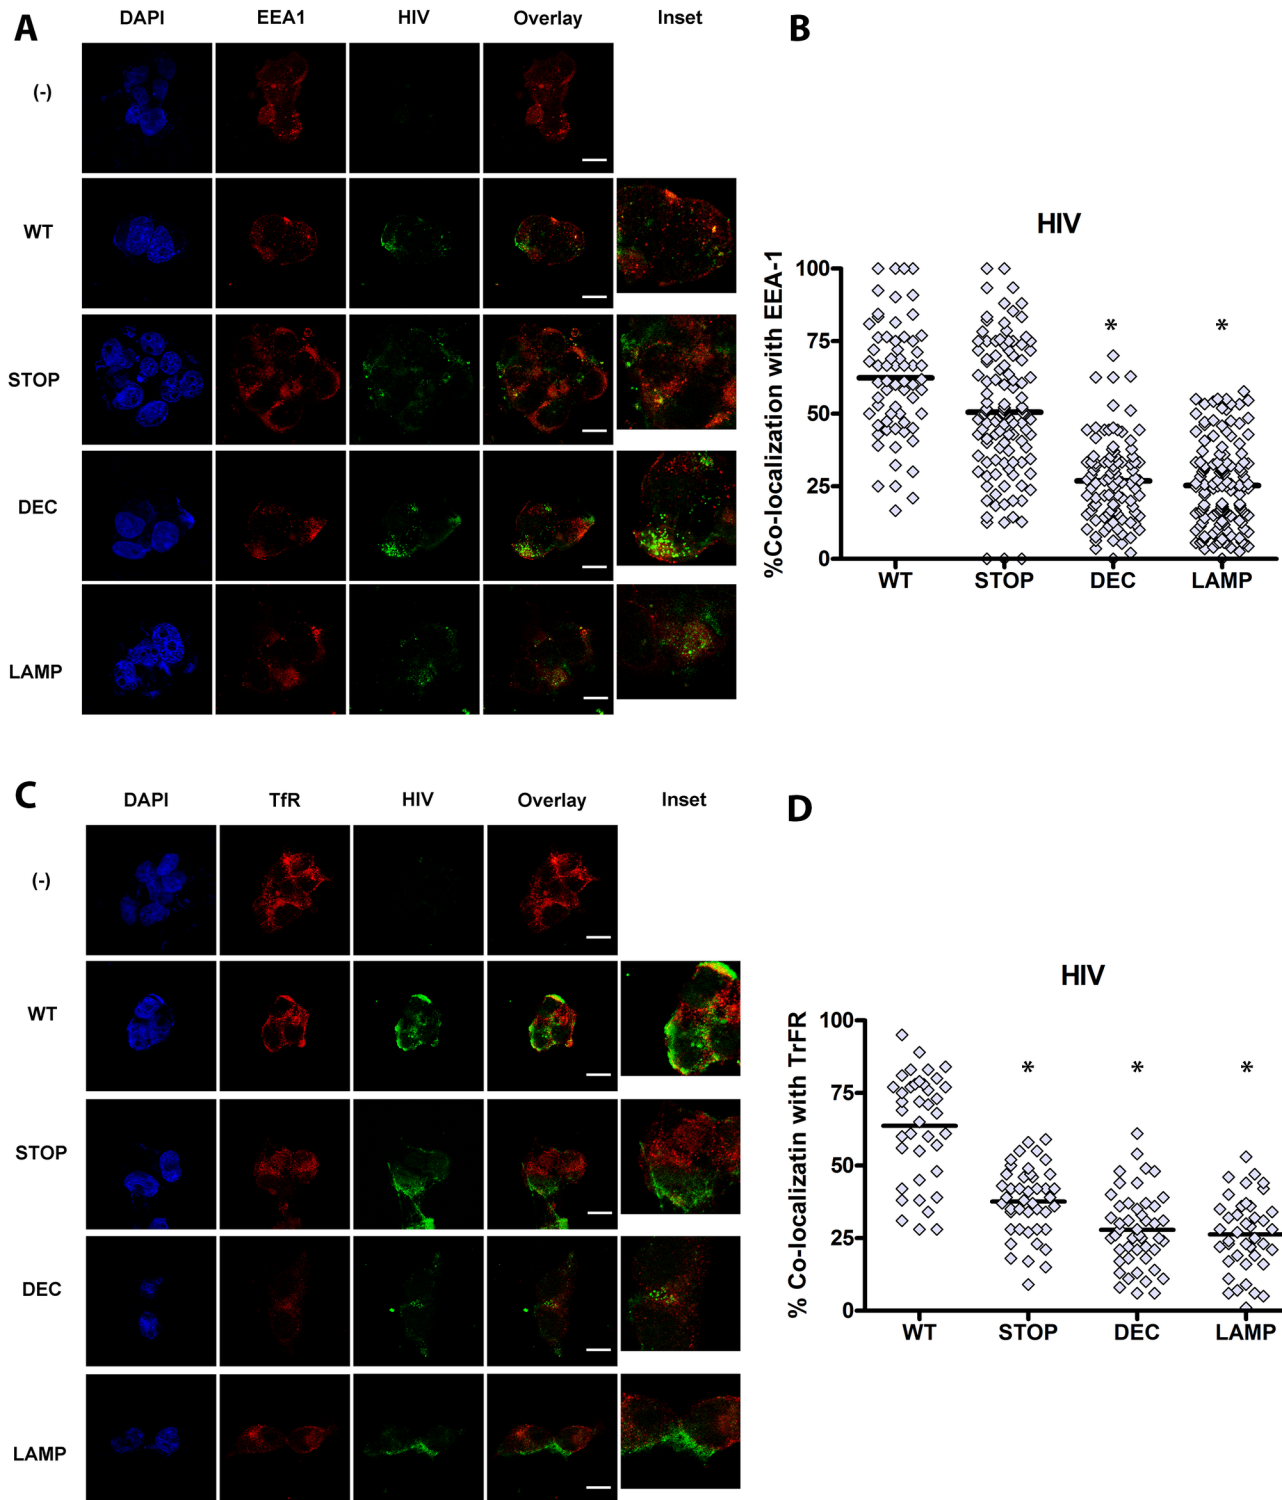 A
DAPI EEA1 HIV Overlay Inset
(-)
WT
STOP
DEC
LAMP
B
HIV
%Co-localization with EEA-1
100
75
50
25
0
WT STOP DEC LAMP
* *
C
DAPI TfR HIV Overlay Inset
(-)
WT
STOP
DEC
LAMP
D
HIV
% Co-localizatin with TrFR
100
75
50
25
0
WT STOP DEC LAMP
* * *